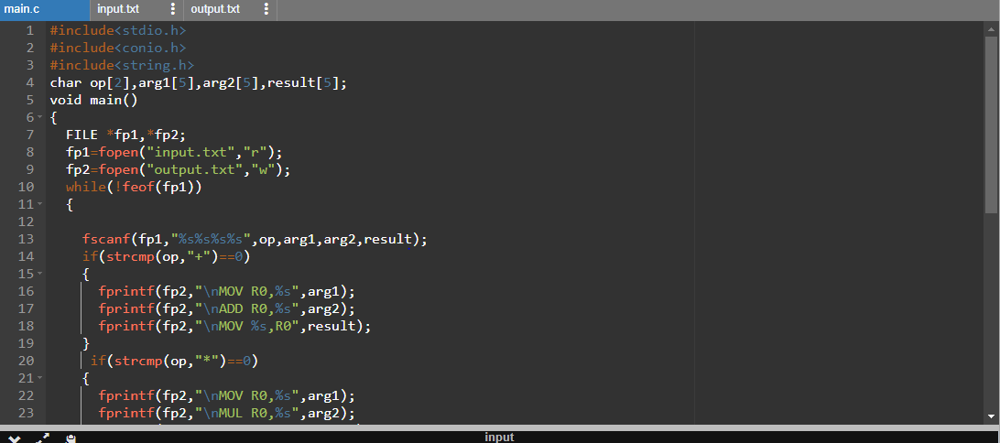 main.c input.txt output.txt
1 #include<stdio.h>
2 #include<conio.h>
3 #include<string.h>
4 char op[2],arg1[5],arg2[5],result[5];
5 void main()
6 {
7 FILE *fp1,*fp2;
8 fp1=fopen("input.txt","r");
9 fp2=fopen("output.txt","w");
10 while(!feof(fp1))
11 {
12
13 fscanf(fp1,"%s%s%s%s",op,arg1,arg2,result);
14 if(strcmp(op,"+")==0)
15 {
16 fprintf(fp2,"\nMOV R0,%s",arg1);
17 fprintf(fp2,"\nADD R0,%s",arg2);
18 fprintf(fp2,"\nMOV %s,R0",result);
19 }
20 if(strcmp(op,"*")==0)
21 {
22 fprintf(fp2,"\nMOV R0,%s",arg1);
23 fprintf(fp2,"\nMUL R0,%s",arg2);
input